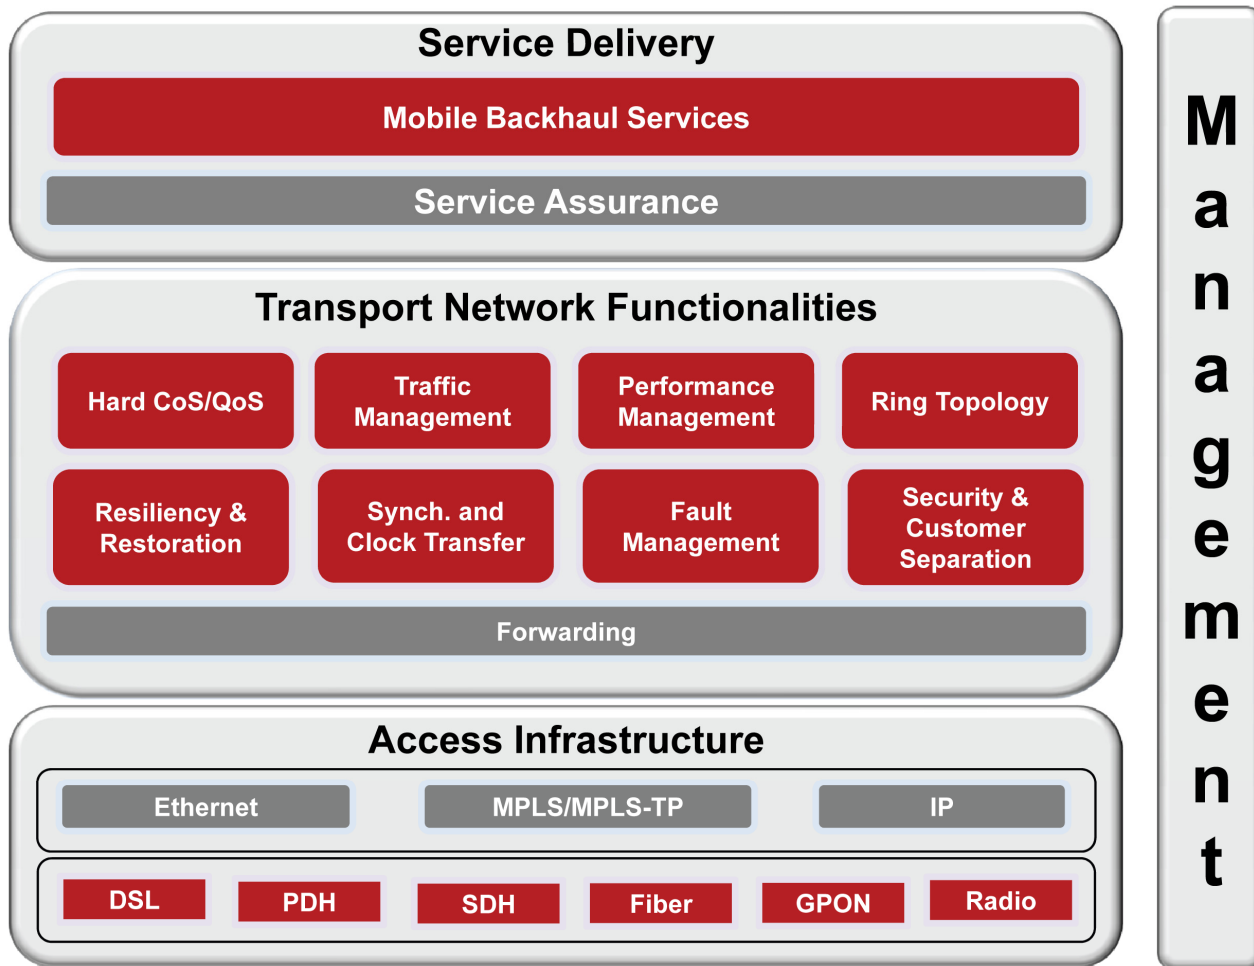 Service Delivery
Mobile Backhaul Services
Service Assurance
Transport Network Functionalities
Hard CoS/QoS
Traffic
Management
Performance
Management
Ring Topology
Resiliency &
Restoration
Synch. and
Clock Transfer
Fault
Management
Security &
Customer
Separation
Forwarding
Access Infrastructure
Ethernet
MPLS/MPLS-TP
IP
DSL
PDH
SDH
Fiber
GPON
Radio
Management